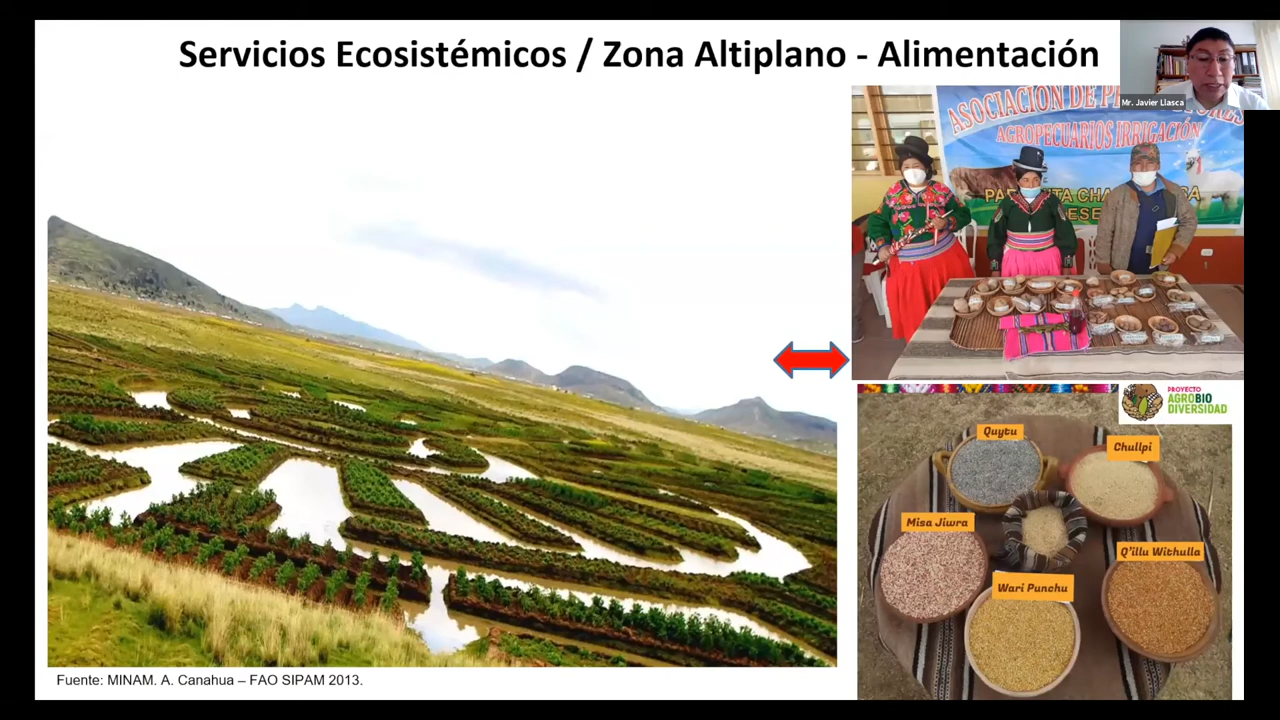 Servicios Ecosistémicos / Zona Altiplano - Alimentación
Mr. Javier Llasca
ASOCIACION DE
AGROPECUARIOS IRRIGACIÓN
PROYECTO
AGROBIO
DIVERSIDAD
Quytu
Chullpi
Misa Jiwra
Q'illu Withulla
Wari Punchu
Fuente: MINAM. A. Canahua – FAO SIPAM 2013.